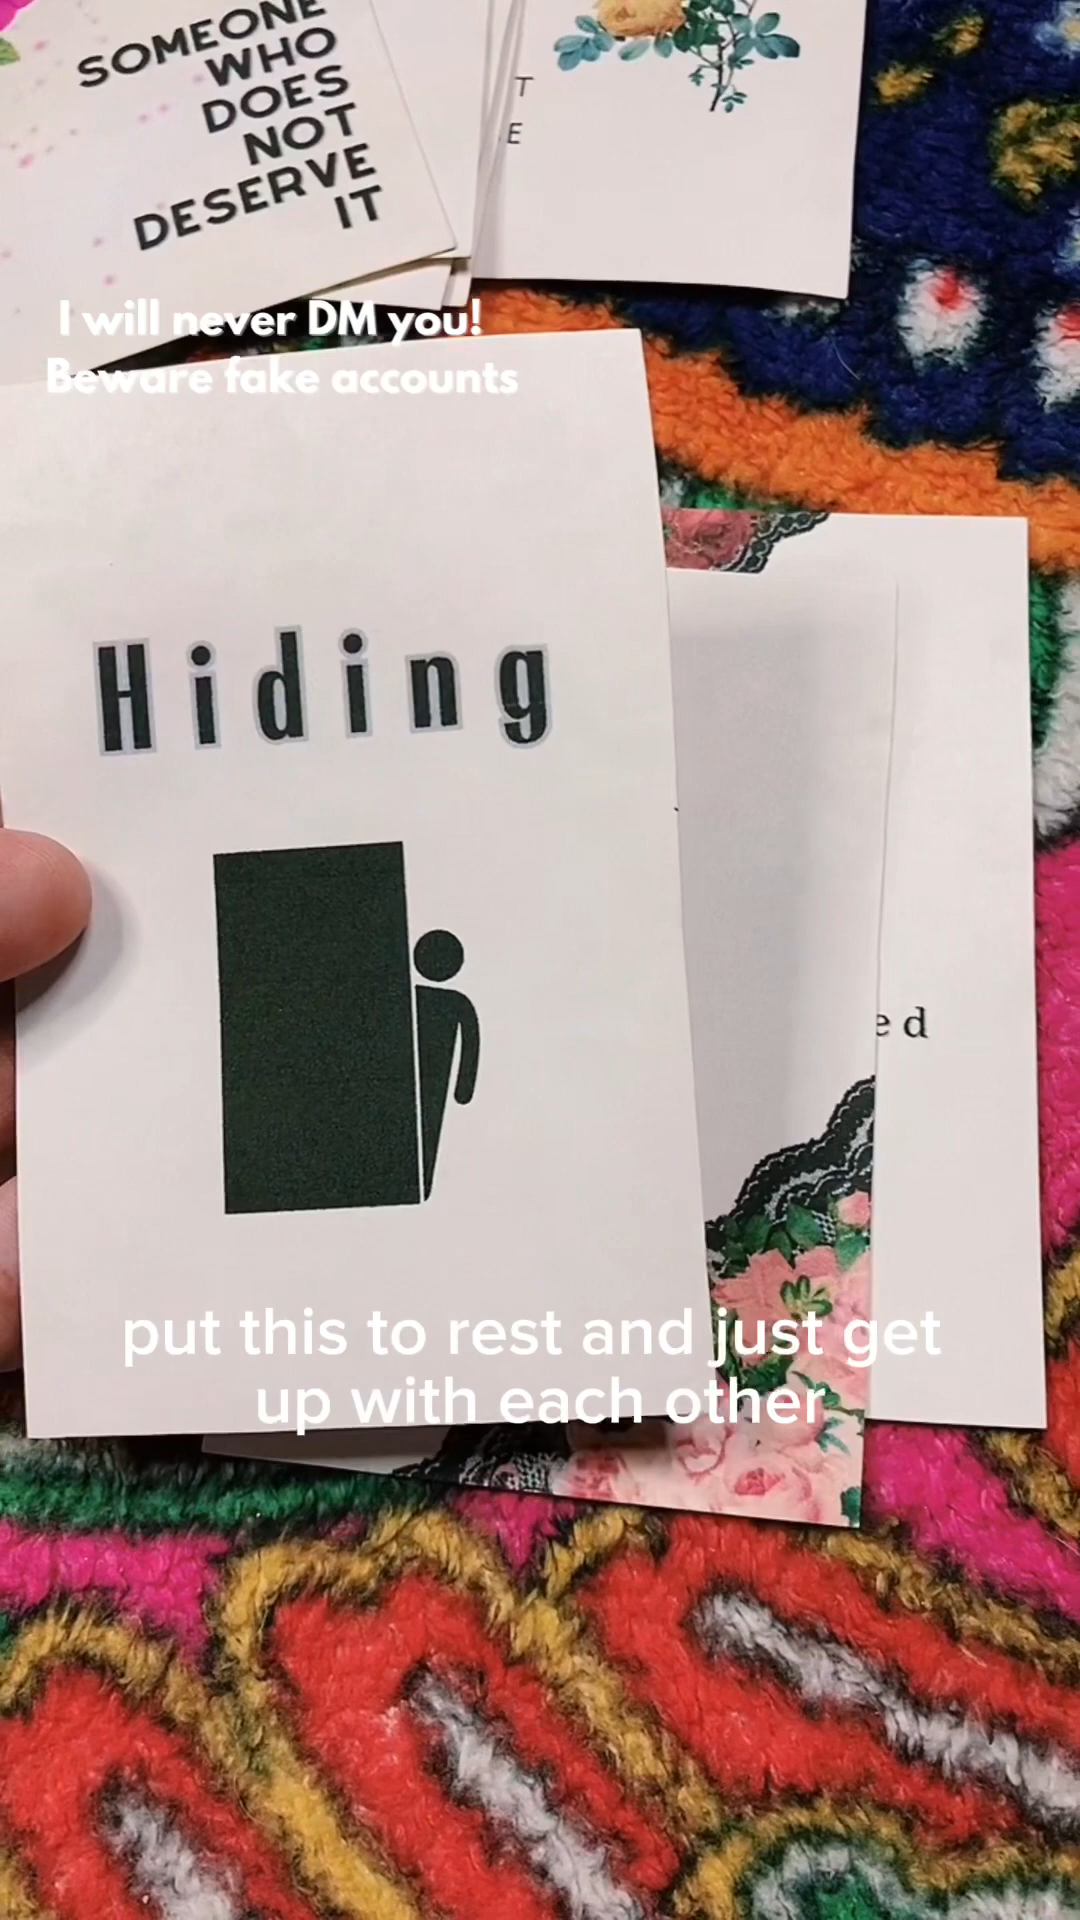 SOMEONE
WHO
DOES
NOT
DESERVE
IT
T
E
I will never DM you!
Beware fake accounts
Hiding
ed
put this to rest and just get
up with each other